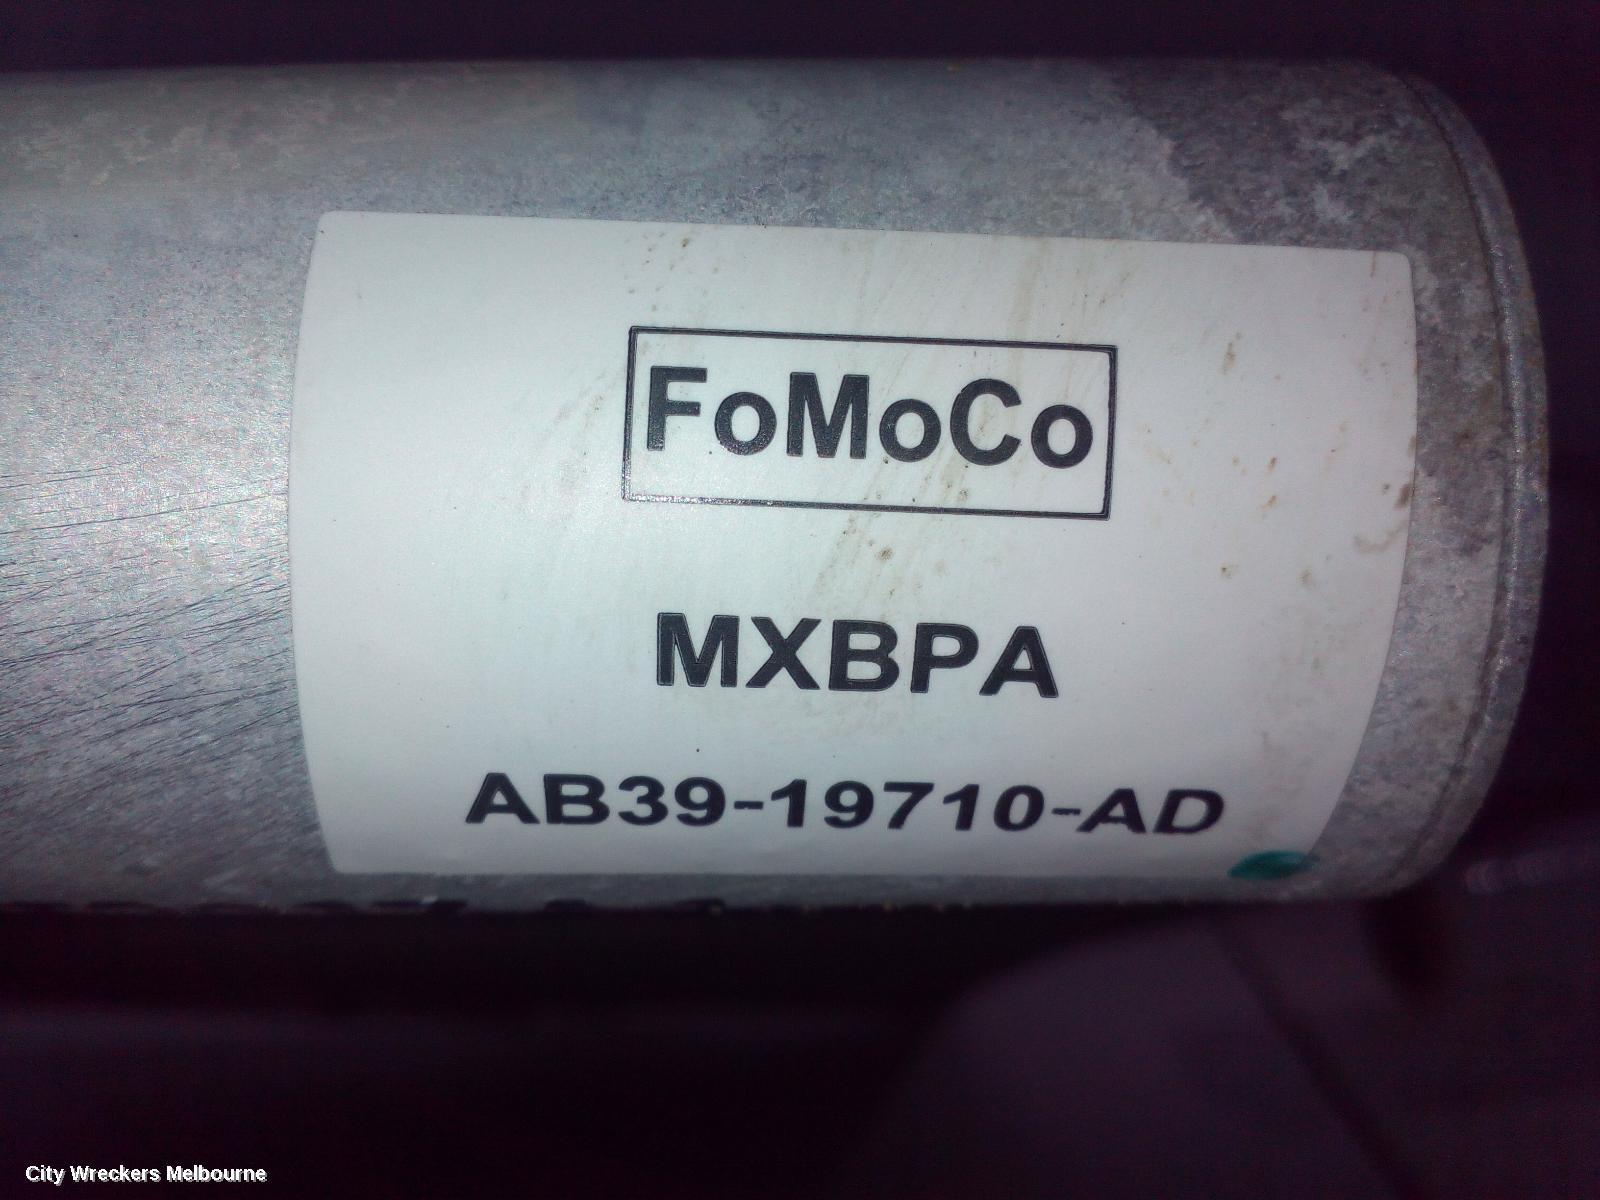 FoMoCo
MXBPA
AB39-19710-AD
City Wreckers Melbourne